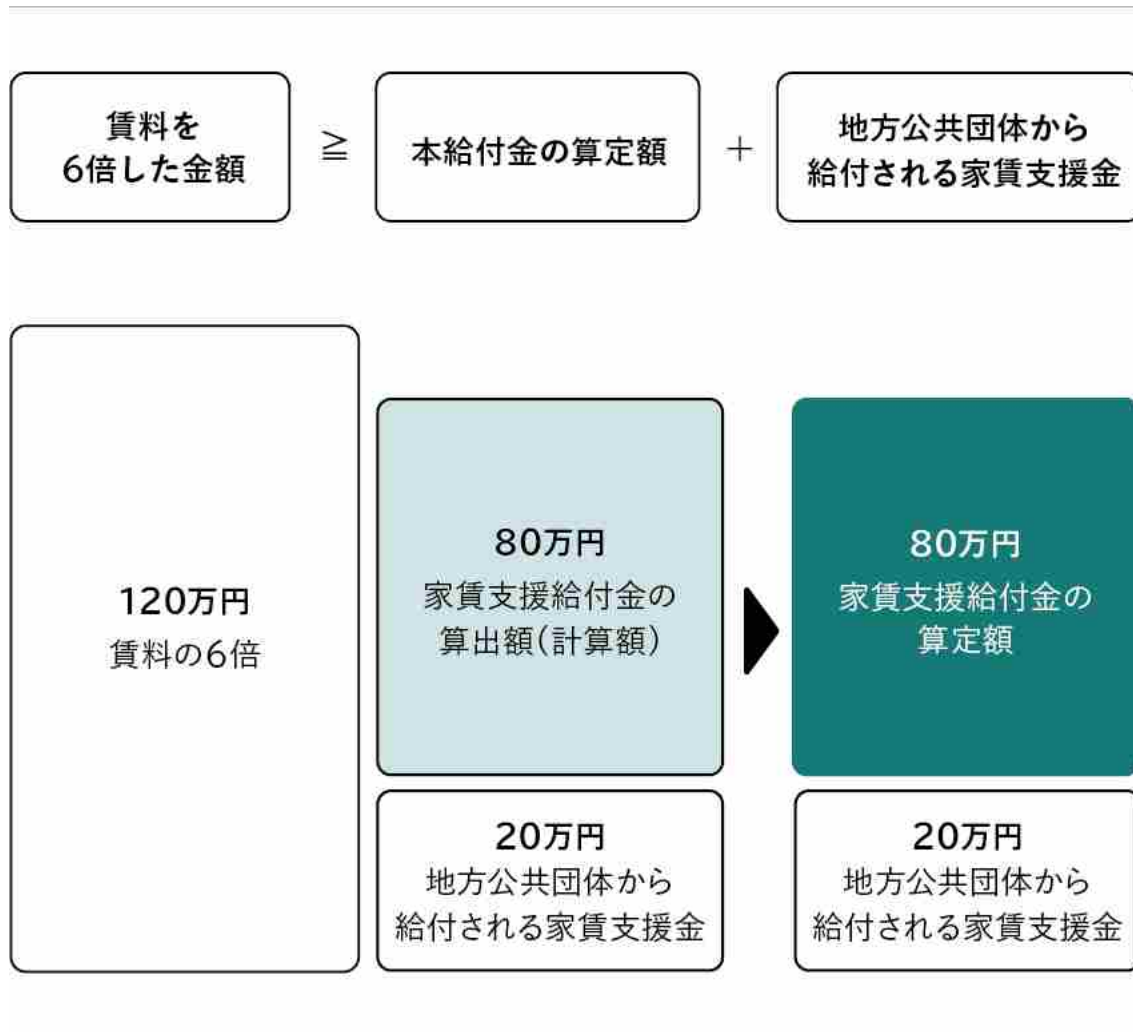 賃料を
6倍した金額
≧
本給付金の算定額
+
地方公共団体から
給付される家賃支援金
120万円
賃料の6倍
80万円
家賃支援給付金の
算出額(計算額)
80万円
家賃支援給付金の
算定額
20万円
地方公共団体から
給付される家賃支援金
20万円
地方公共団体から
給付される家賃支援金